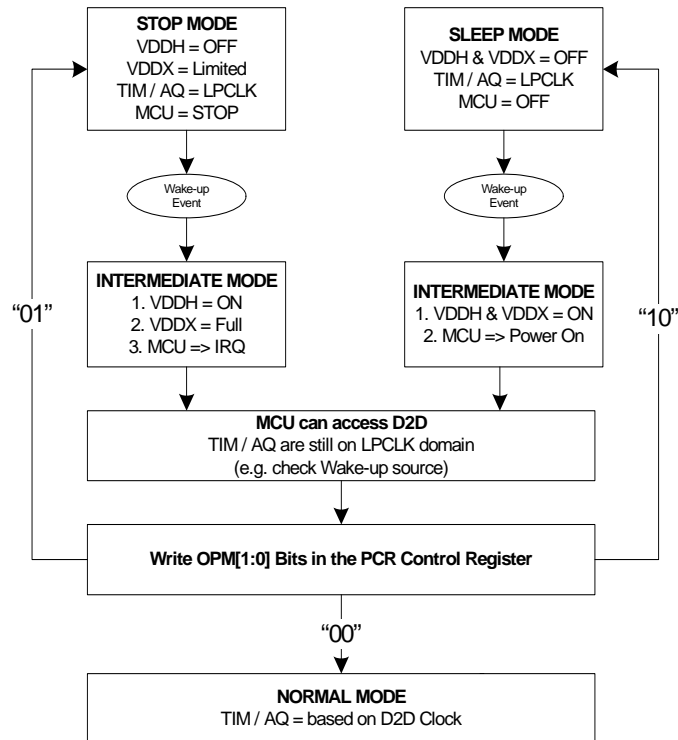 STOP MODE
VDDH = OFF
VDDX = Limited
TIM / AQ = LPCLK
MCU = STOP
SLEEP MODE
VDDH & VDDX = OFF
TIM / AQ = LPCLK
MCU = OFF
Wake-up
Event
Wake-up
Event
INTERMEDIATE MODE
1. VDDH = ON
2. VDDX = Full
3. MCU => IRQ
INTERMEDIATE MODE
1. VDDH & VDDX = ON
2. MCU => Power On
“01”
“10”
MCU can access D2D
TIM / AQ are still on LPCLK domain
(e.g. check Wake-up source)
Write OPM[1:0] Bits in the PCR Control Register
“00”
NORMAL MODE
TIM / AQ = based on D2D Clock